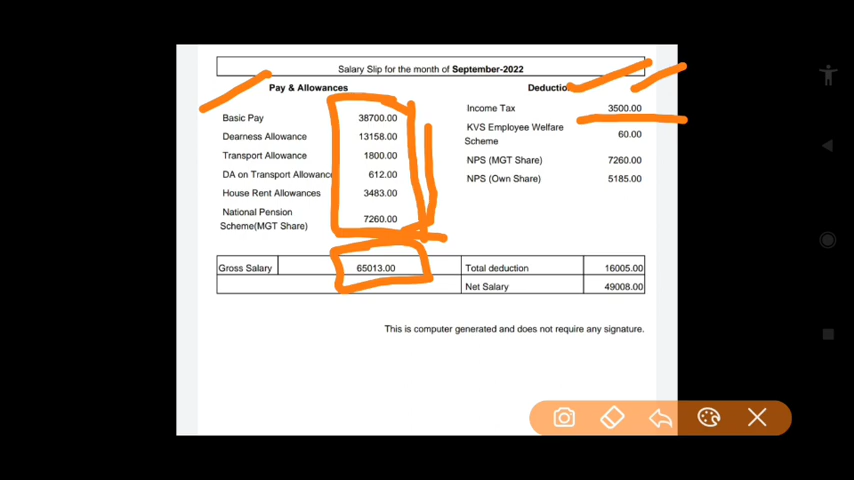 Salary Slip for the month of September-2022
Pay & Allowances
Basic Pay 38700.00
Dearness Allowance 13158.00
Transport Allowance 1800.00
DA on Transport Allowance 612.00
House Rent Allowances 3483.00
National Pension
Scheme(MGT Share) 7260.00
Deductio
Income Tax 3500.00
KVS Employee Welfare
Scheme 60.00
NPS (MGT Share) 7260.00
NPS (Own Share) 5185.00
Gross Salary 65013.00 Total deduction 16005.00
Net Salary 49008.00
This is computer generated and does not require any signature.